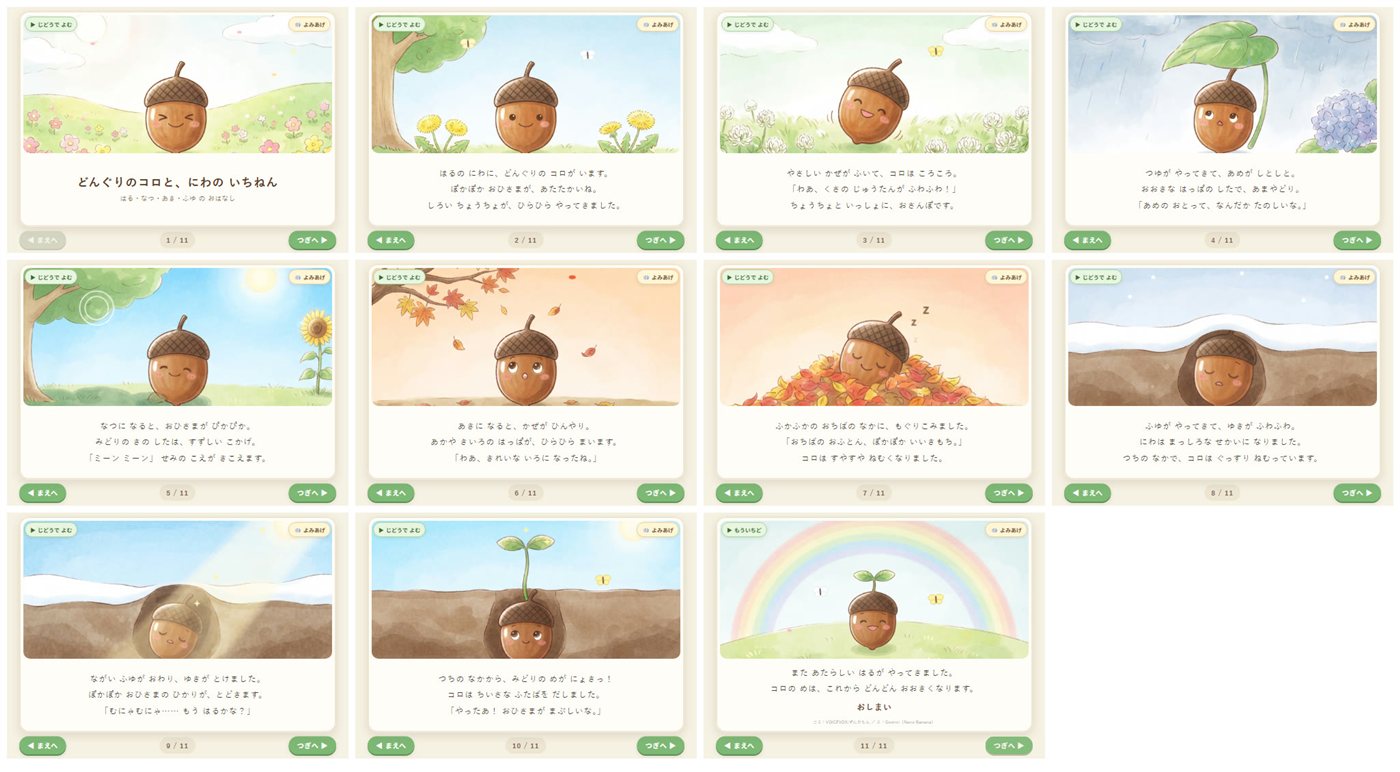 ▶ じどうで よむ
よみあげ
どんぐりのコロと、にわの いちねん
はる・なつ・あき・ふゆ の おはなし
◀ まえへ
1 / 11
つぎへ ▶
▶ じどうで よむ
よみあげ
はるの にわに、どんぐりの コロが います。
ぽかぽか おひさまが、あたたかいね。
しろい ちょうちょが、ひらひら やってきました。
◀ まえへ
2 / 11
つぎへ ▶
▶ じどうで よむ
よみあげ
やさしい かぜが ふいて、コロは ころころ。
「わあ、くさの じゅうたんが ふわふわ！」
ちょうちょと いっしょに、おさんぽです。
◀ まえへ
3 / 11
つぎへ ▶
▶ じどうで よむ
よみあげ
つゆが やってきて、あめが しとしと。
おおきな はっぱの したで、あまやどり。
「あめの おとって、なんだか たのしいな。」
◀ まえへ
4 / 11
つぎへ ▶
▶ じどうで よむ
よみあげ
なつに なると、おひさまが ぴかぴか。
みどりの きの したは、すずしい こかげ。
「ミーン ミーン」 せみの こえが きこえます。
◀ まえへ
5 / 11
つぎへ ▶
▶ じどうで よむ
よみあげ
あきに なると、かぜが ひんやり。
あかや きいろの はっぱが、ひらひら まいます。
「わあ、きれいな いろに なったね。」
◀ まえへ
6 / 11
つぎへ ▶
▶ じどうで よむ
よみあげ
z z Z
ふかふかの おちばの なかに、もぐりこみました。
「おちばの おふとん、ぽかぽか いいきもち。」
コロは すやすや ねむくなりました。
◀ まえへ
7 / 11
つぎへ ▶
▶ じどうで よむ
よみあげ
ふゆが やってきて、ゆきが ふわふわ。
にわは まっしろな せかいに なりました。
つちの なかで、コロは ぐっすり ねむっています。
◀ まえへ
8 / 11
つぎへ ▶
▶ じどうで よむ
よみあげ
ながい ふゆが おわり、ゆきが とけました。
ぽかぽか おひさまの ひかりが、とどきます。
「むにゃむにゃ…… もう はるかな？」
◀ まえへ
9 / 11
つぎへ ▶
▶ じどうで よむ
よみあげ
つちの なかから、みどりの めが にょきっ！
コロは ちいさな ふたばを だしました。
「やったあ！ おひさまが まぶしいな。」
◀ まえへ
10 / 11
つぎへ ▶
▶ もういちど
よみあげ
また あたらしい はるが やってきました。
コロの めは、これから どんどん おおきくなります。
おしまい
◀ まえへ
11 / 11
つぎへ ▶